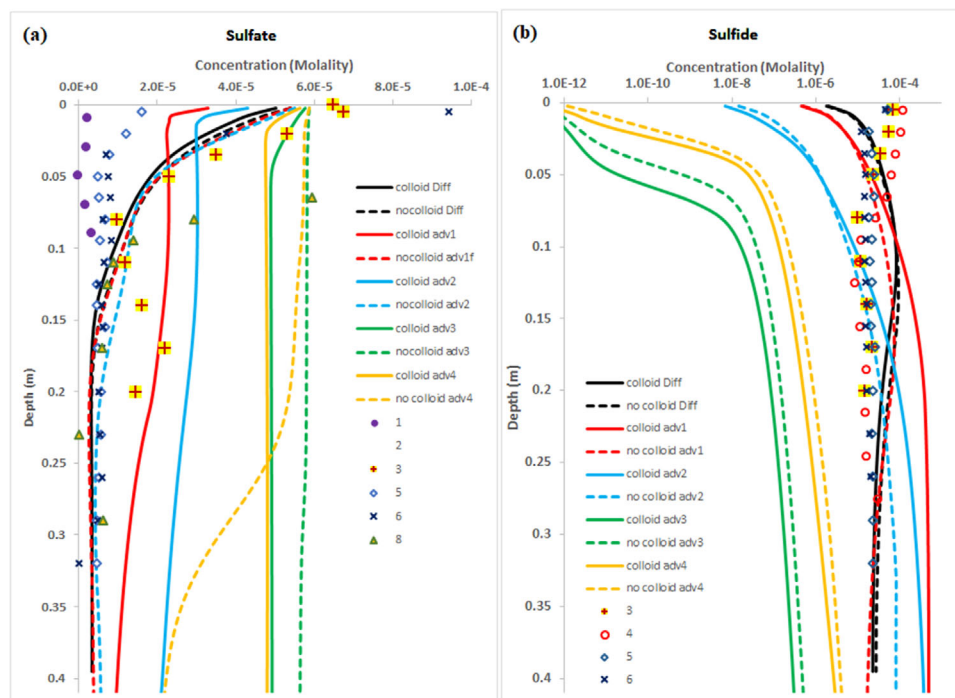 (a)
Sulfate
Concentration (Molality)
0.0E+0
2.0E-5
4.0E-5
6.0E-5
8.0E-5
1.0E-4
0
0.05
0.1
0.15
0.2
0.25
0.3
0.35
0.4
Depth (m)
colloid Diff
nocolloid Diff
colloid adv1
nocolloid adv1f
colloid adv2
nocolloid adv2
colloid adv3
nocolloid adv3
colloid adv4
no colloid adv4
1
2
3
5
6
8
(b)
Sulfide
Concentration (Molality)
1.0E-12
1.0E-10
1.0E-8
1.0E-6
1.0E-4
0
0.05
0.1
0.15
0.2
0.25
0.3
0.35
0.4
Depth (m)
colloid Diff
no colloid Diff
colloid adv1
no colloid adv1
colloid adv2
no colloid adv2
colloid adv3
no colloid adv3
colloid adv4
no colloid adv4
3
4
5
6